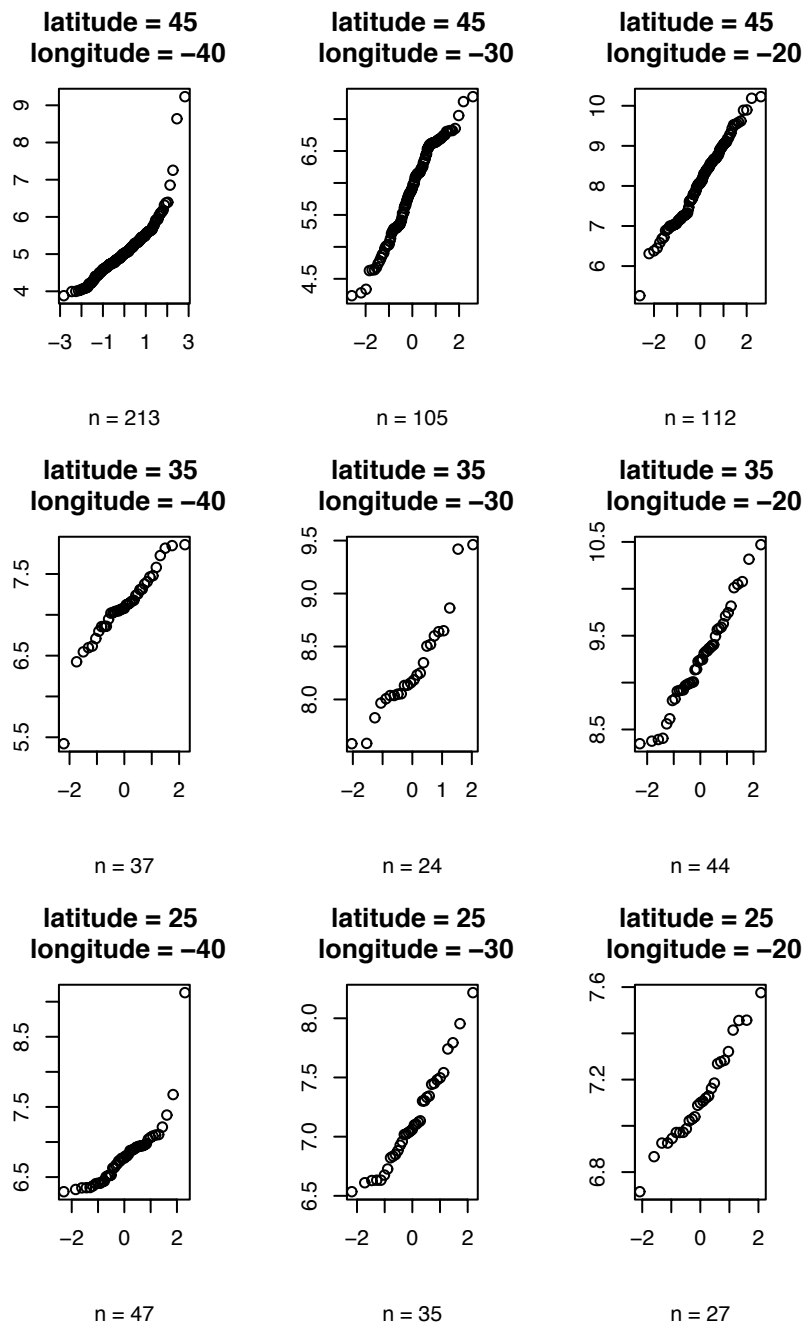 latitude = 45
longitude = −40
latitude = 45
longitude = −30
latitude = 45
longitude = −20
4 5 6 7 8 9
−3 −1 1 3
n = 213
4.5 5.5 6.5
−2 0 2
n = 105
6 7 8 9 10
−2 0 2
n = 112
latitude = 35
longitude = −40
latitude = 35
longitude = −30
latitude = 35
longitude = −20
5.5 6.5 7.5
−2 0 2
n = 37
8.0 8.5 9.0 9.5
−2 0 1 2
n = 24
8.5 9.5 10.5
−2 0 2
n = 44
latitude = 25
longitude = −40
latitude = 25
longitude = −30
latitude = 25
longitude = −20
6.5 7.5 8.5
−2 0 2
n = 47
6.5 7.0 7.5 8.0
−2 0 2
n = 35
6.8 7.2 7.6
−2 0 2
n = 27